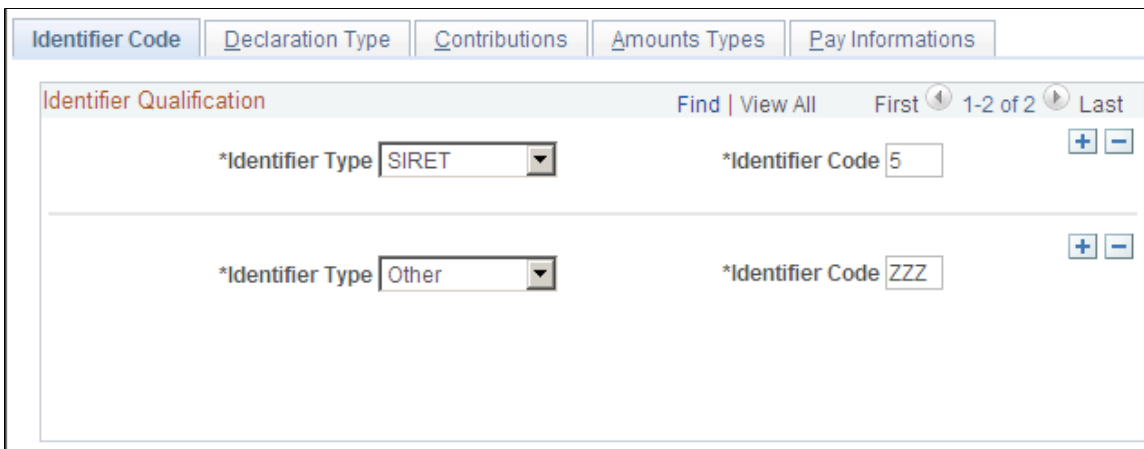 Identifier Code Declaration Type Contributions Amounts Types Pay Informations
Identifier Qualification Find | View All First 1-2 of 2 Last
*Identifier Type SIRET *Identifier Code 5
*Identifier Type Other *Identifier Code ZZZ